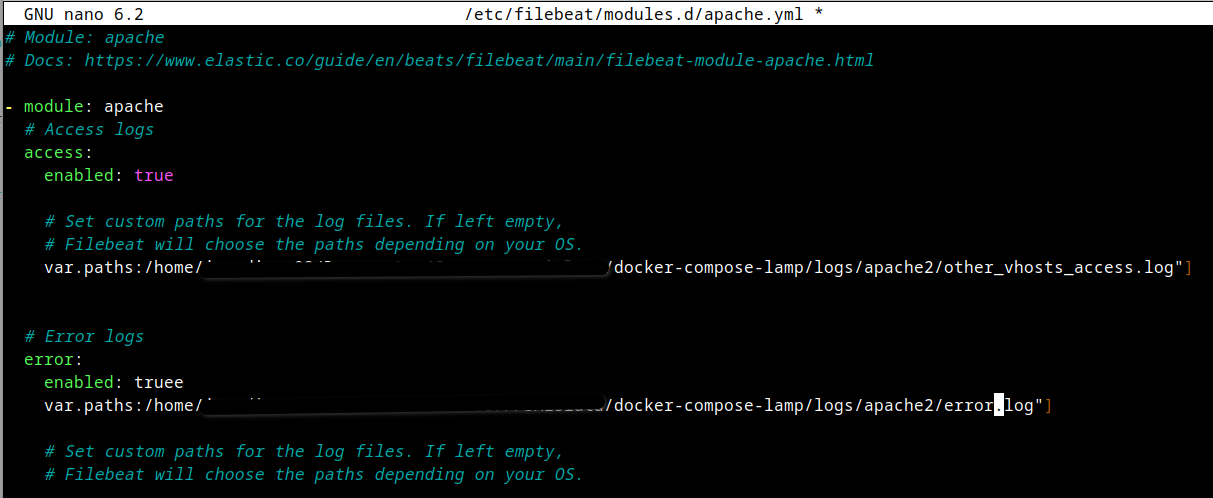 GNU nano 6.2 /etc/filebeat/modules.d/apache.yml *
# Module: apache
# Docs: https://www.elastic.co/guide/en/beats/filebeat/main/filebeat-module-apache.html
- module: apache
# Access logs
access:
enabled: true
# Set custom paths for the log files. If left empty,
# Filebeat will choose the paths depending on your OS.
var.paths:/home/ /docker-compose-lamp/logs/apache2/other_vhosts_access.log"]
# Error logs
error:
enabled: truee
var.paths:/home/ /docker-compose-lamp/logs/apache2/error.log"]
# Set custom paths for the log files. If left empty,
# Filebeat will choose the paths depending on your OS.